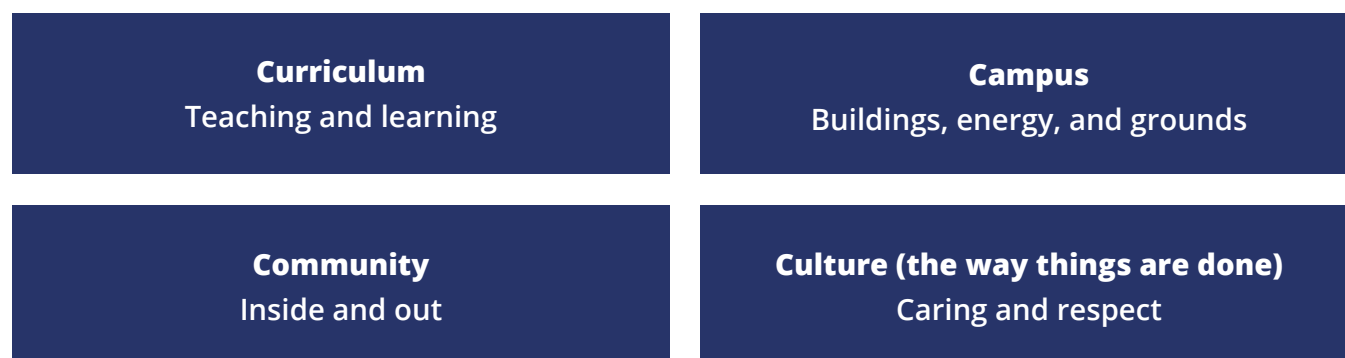 Curriculum
Teaching and learning
Campus
Buildings, energy, and grounds
Community
Inside and out
Culture (the way things are done)
Caring and respect